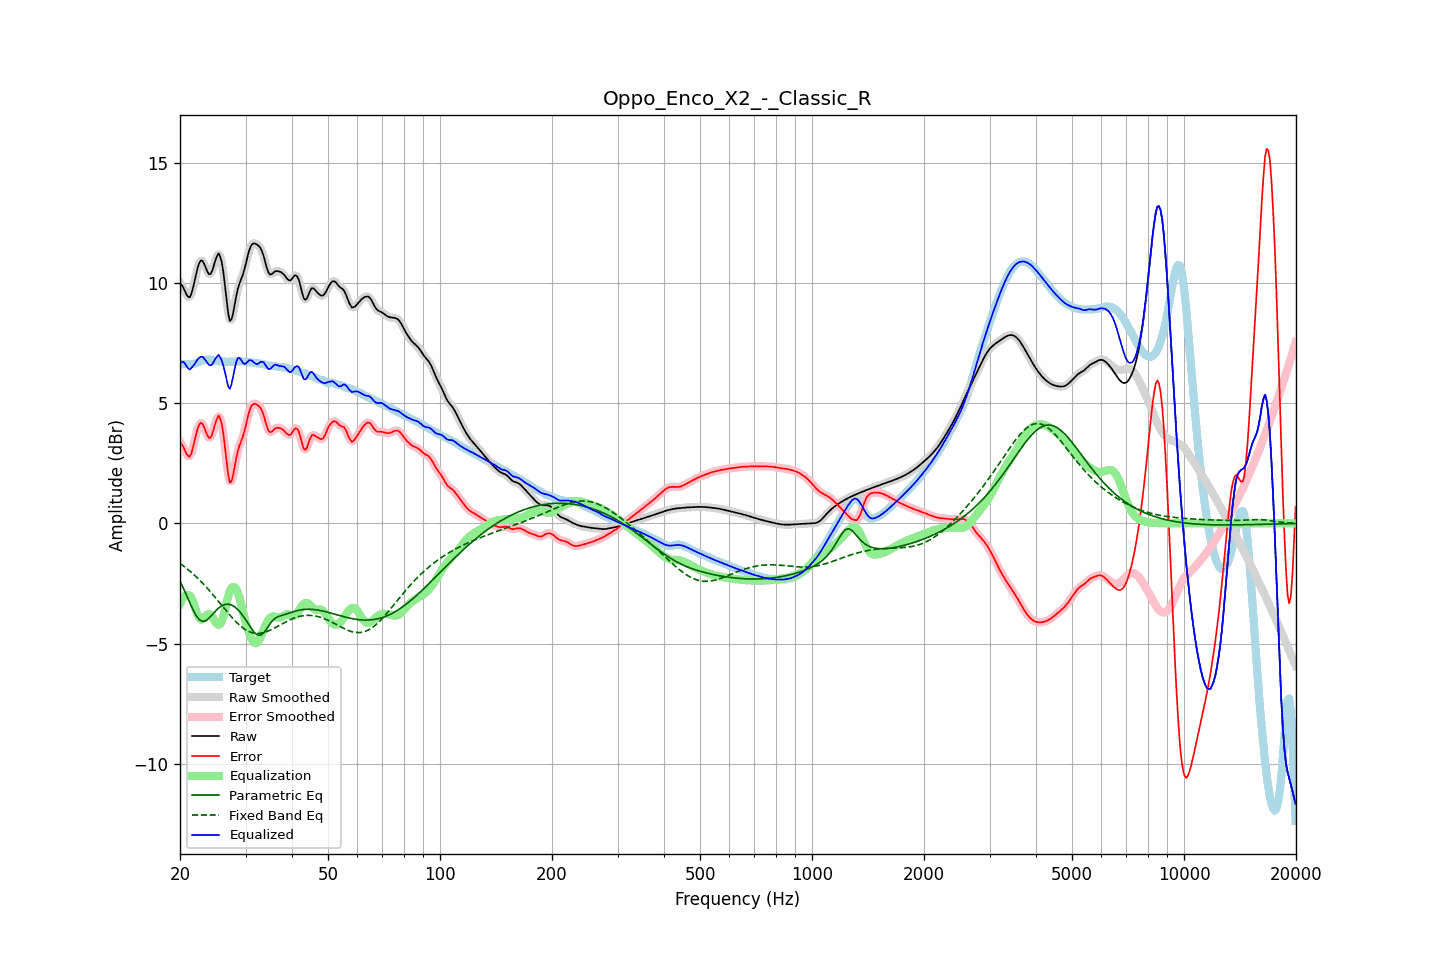 Oppo_Enco_X2_-_Classic_R
Amplitude (dBr)
15
10
5
0
−5
−10
Target
Raw Smoothed
Error Smoothed
Raw
Error
Equalization
Parametric Eq
Fixed Band Eq
Equalized
20 50 100 200 500 1000 2000 5000 10000 20000
Frequency (Hz)